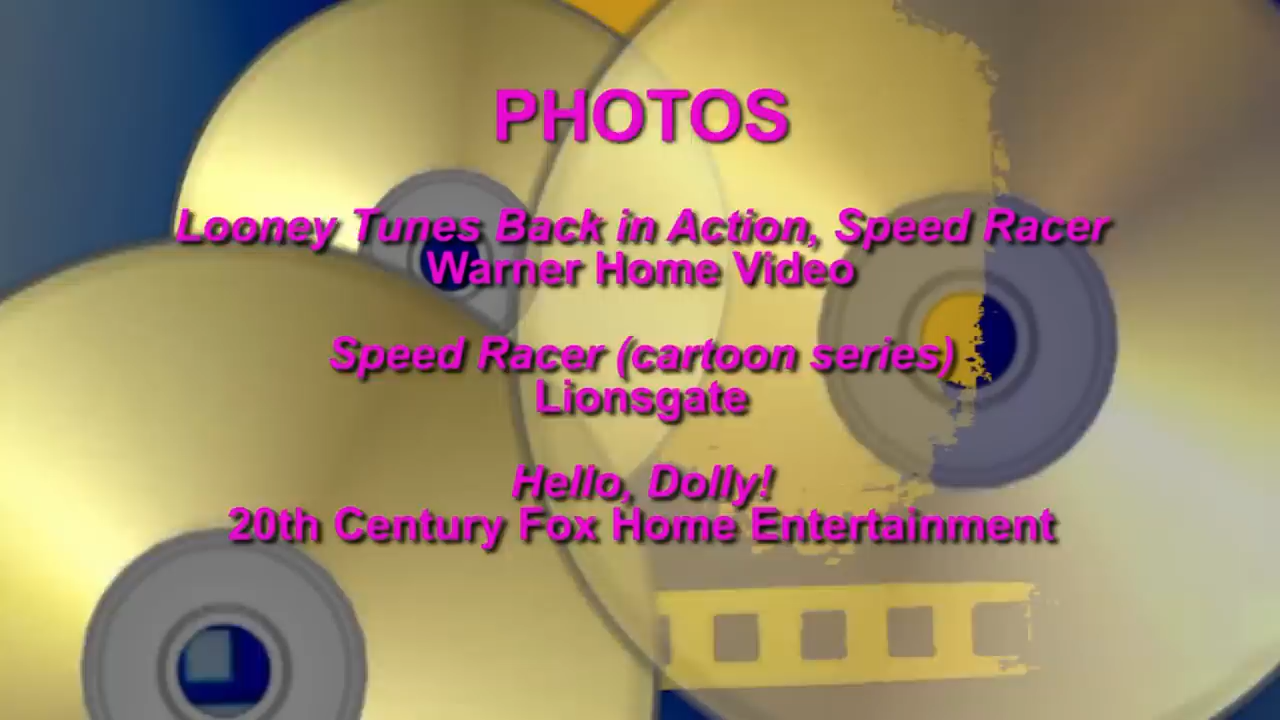 PHOTOS
Looney Tunes Back in Action, Speed Racer
Warner Home Video
Speed Racer (cartoon series)
Lionsgate
Hello, Dolly!
20th Century Fox Home Entertainment